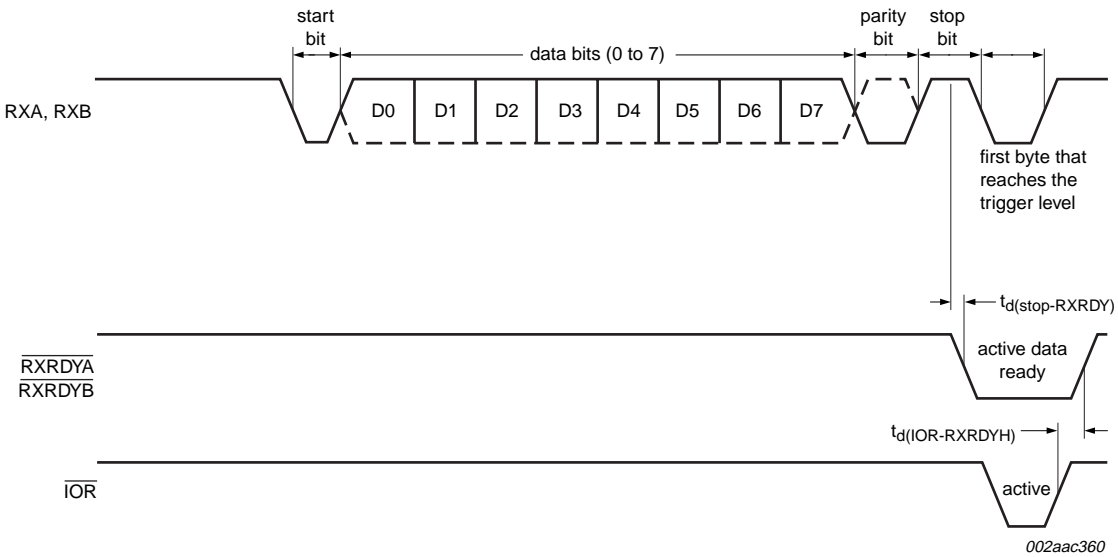 start
bit
data bits (0 to 7)
parity
bit
stop
bit
RXA, RXB
D0
D1
D2
D3
D4
D5
D6
D7
first byte that
reaches the
trigger level
td(stop-RXRDY)
RXRDYA
RXRDYB
active data
ready
td(IOR-RXRDYH)
IOR
active
002aac360